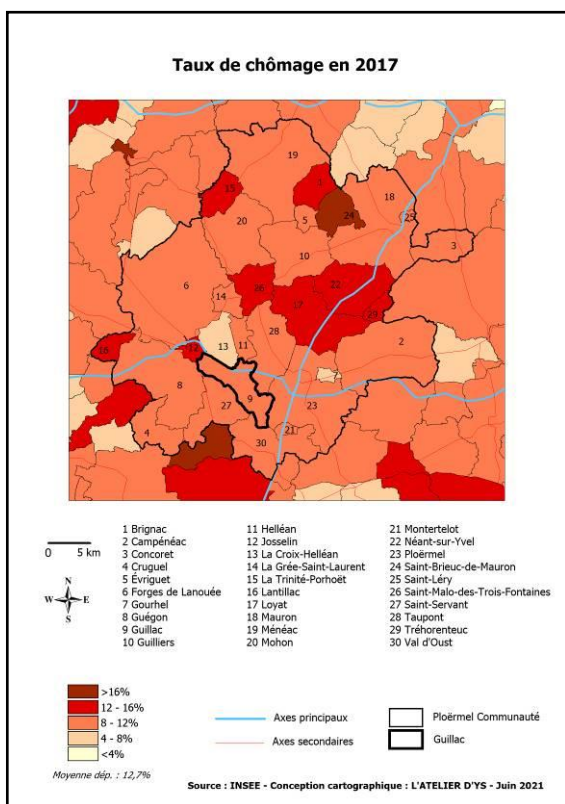 Taux de chômage en 2017
19
15
1
18
24
5
20
25
10
3
6
22
26
14
17
29
28
2
13
11
12
16
8
9
27
23
4
21
30
0 5 km
N
W E
S
1 Brignac
2 Campénéac
3 Concoret
4 Cruguel
5 Évriguet
6 Forges de Lanouée
7 Gourhel
8 Guégon
9 Guillac
10 Guilliers
11 Helléan
12 Josselin
13 La Croix-Helléan
14 La Grée-Saint-Laurent
15 La Trinité-Porhoët
16 Lantillac
17 Loyat
18 Mauron
19 Ménéac
20 Mohon
21 Montertelot
22 Néant-sur-Yvel
23 Ploërmel
24 Saint-Brieuc-de-Mauron
25 Saint-Léry
26 Saint-Malo-des-Trois-Fontaines
27 Saint-Servant
28 Taupont
29 Tréhorenteuc
30 Val d'Oust
>16%
12 - 16%
8 - 12%
4 - 8%
<4%
Moyenne dép. : 12,7%
Axes principaux
Axes secondaires
Ploërmel Communauté
Guillac
Source : INSEE - Conception cartographique : L'ATELIER D'YS - Juin 2021